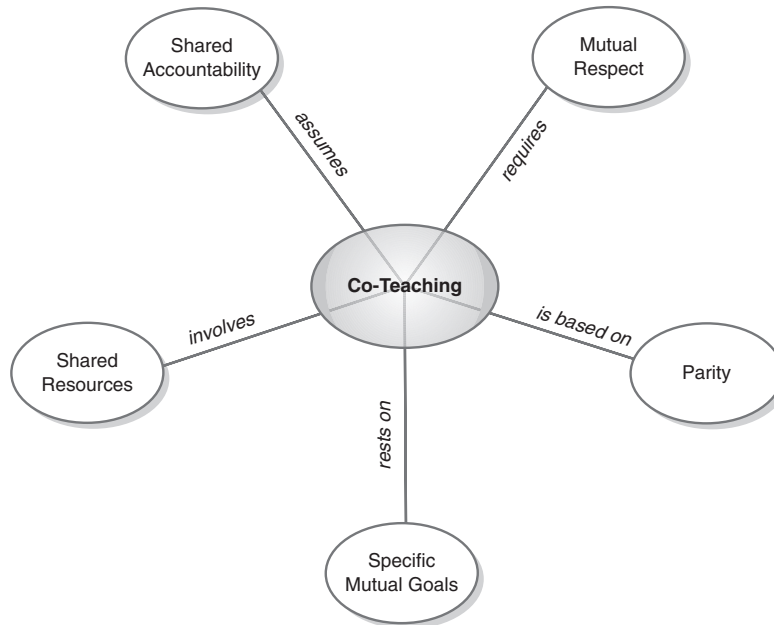 Shared
Accountability
Mutual
Respect
assumes
requires
Co-Teaching
involves
is based on
Shared
Resources
Parity
rests on
Specific
Mutual Goals